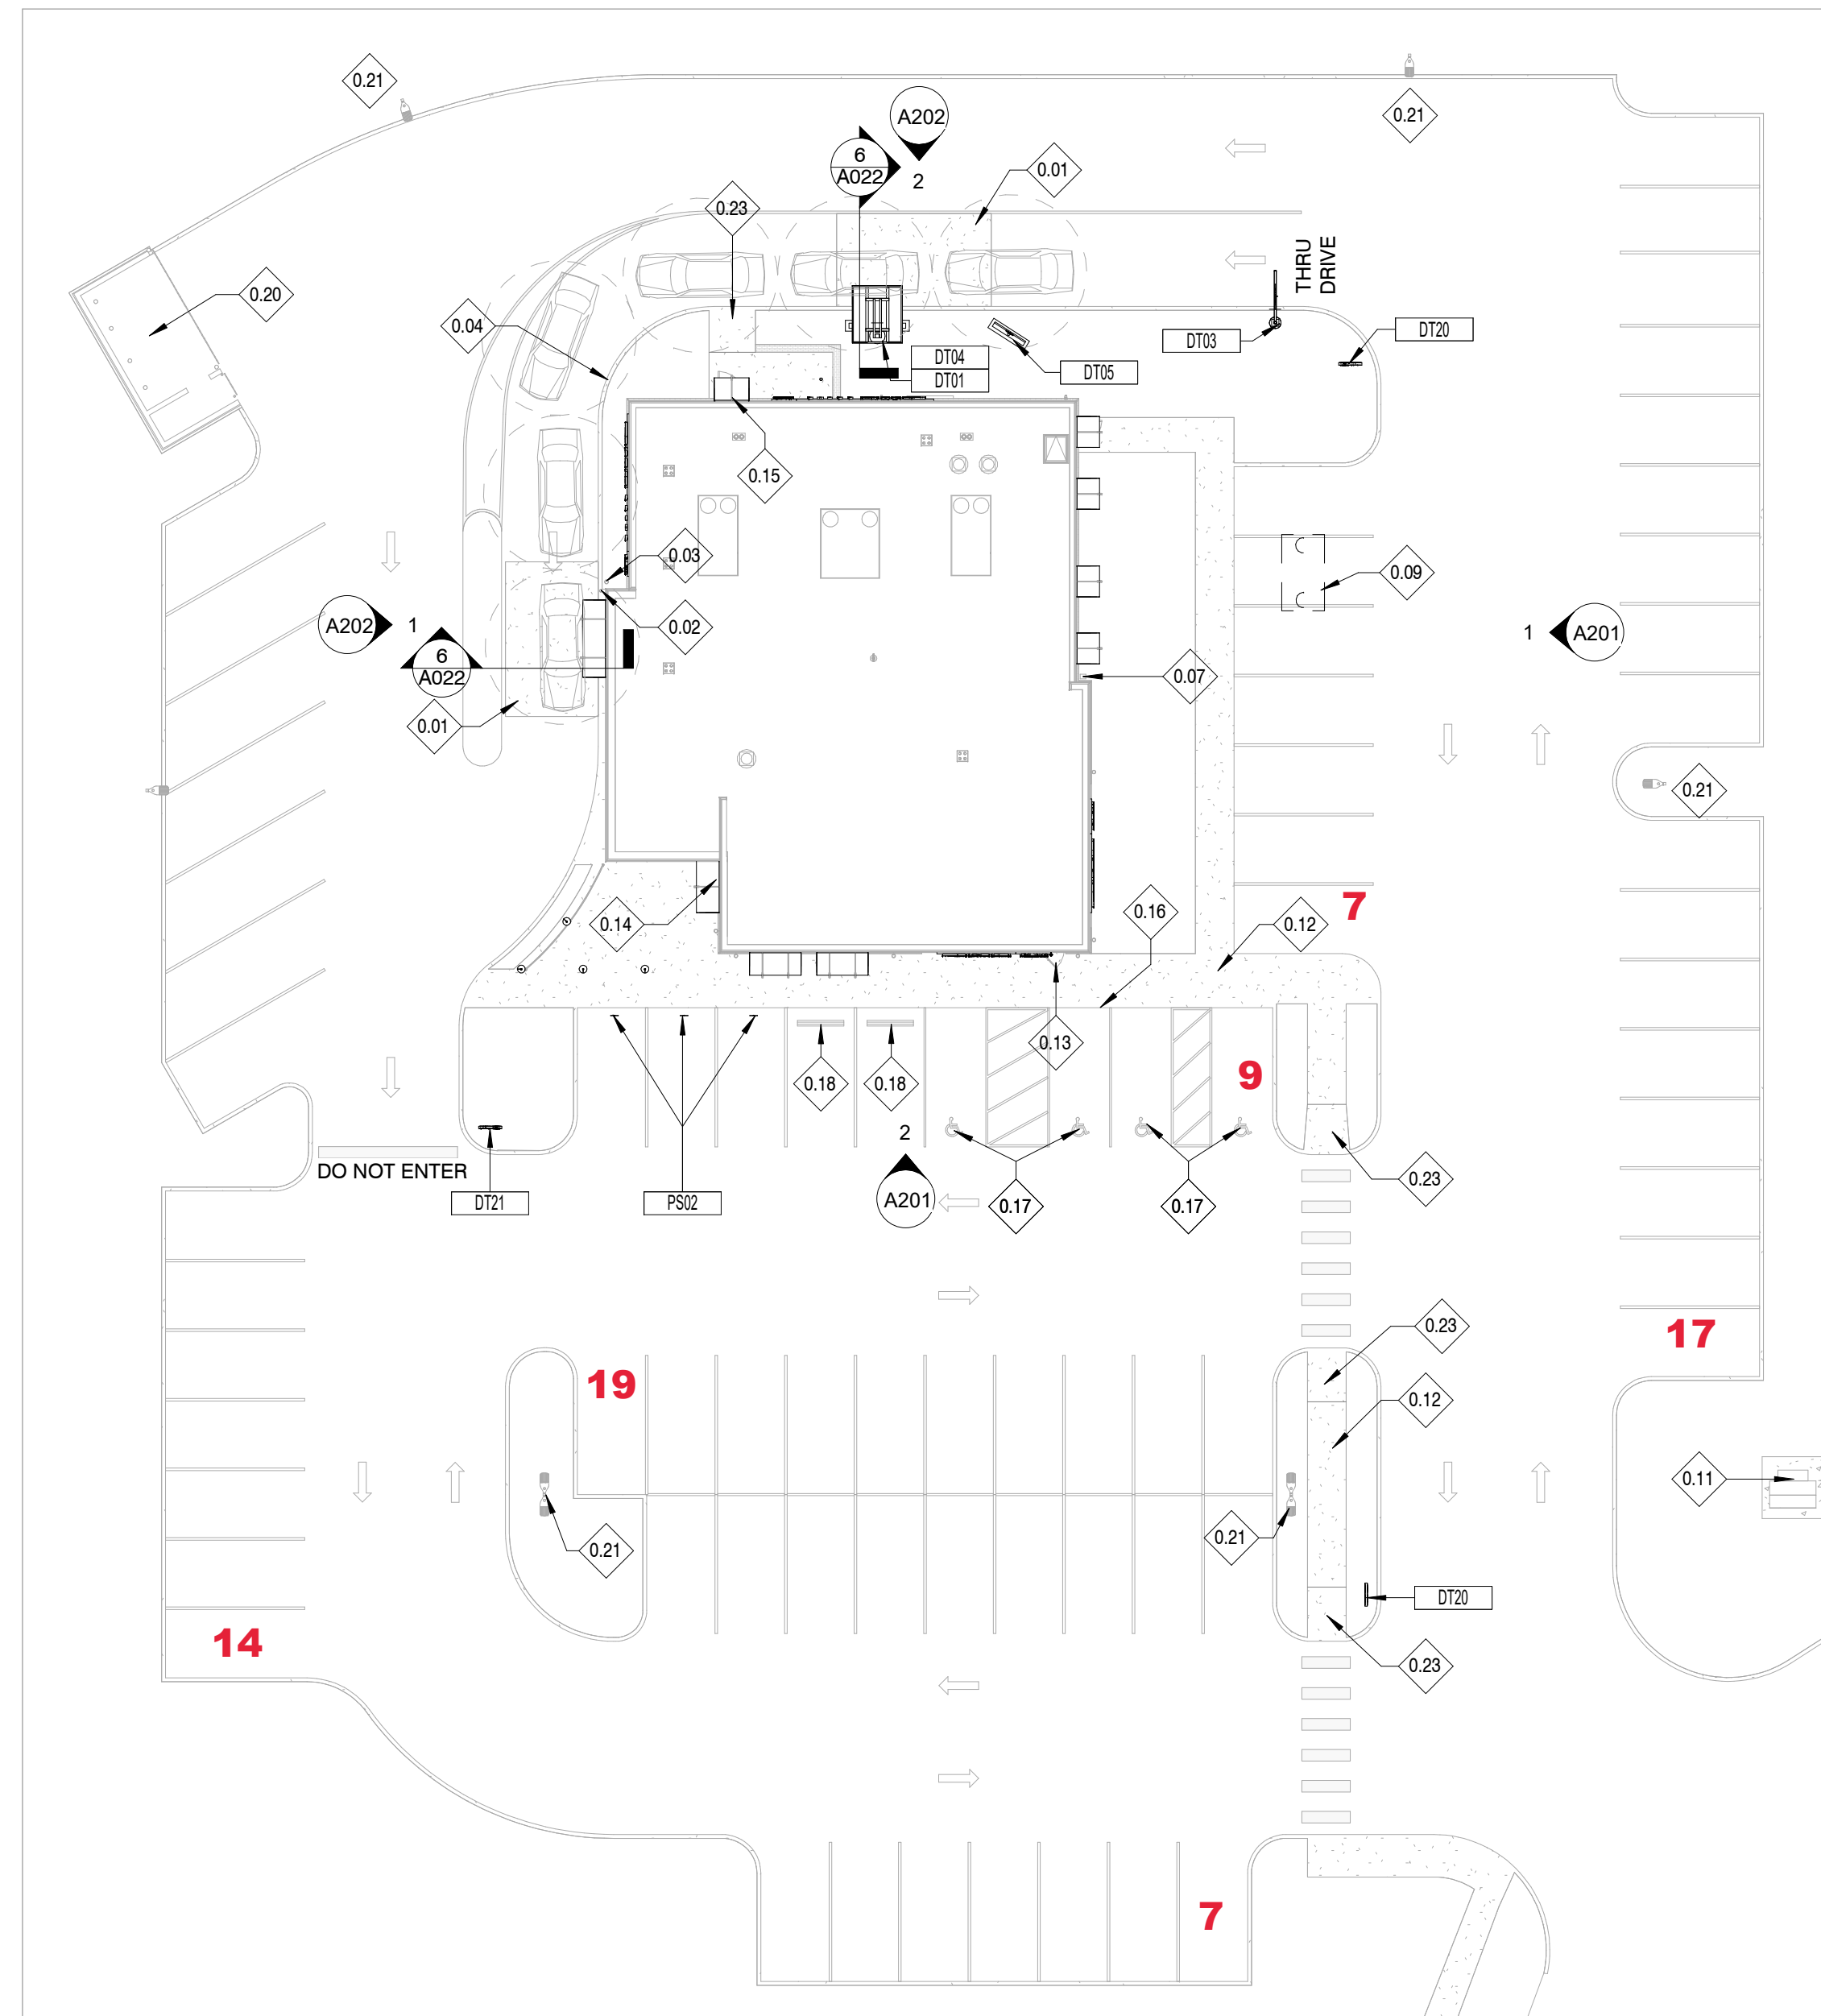 0.21
A202
0.21
6
A022
2
0.01
0.23
THRU
DRIVE
0.20
0.04
DT03
DT20
DT04
DT01
DT05
0.15
0.03
0.09
A202
1
0.02
1
A201
6
A022
0.07
0.01
0.21
7
0.14
0.16
0.12
0.13
9
0.18
0.18
2
DO NOT ENTER
0.23
DT21
PS02
A201
0.17
0.17
0.23
17
19
0.12
0.11
0.21
0.21
DT20
14
0.23
7